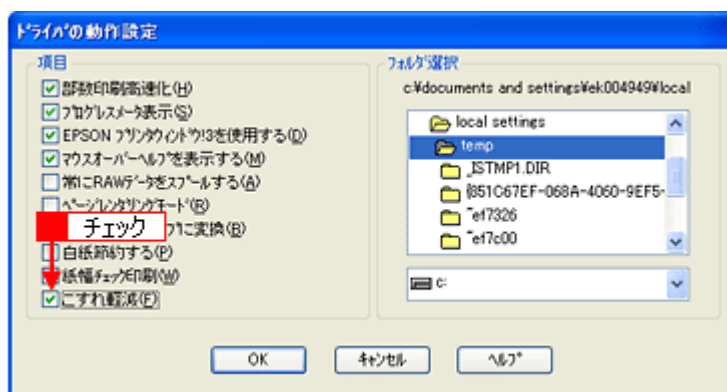 ﾄﾞﾗｲﾊﾞの動作設定
項目
部数印刷高速化(H)
ﾌﾟﾛｸﾞﾚｽﾒｰﾀ表示(S)
EPSON ﾌﾟﾘﾝﾀｳｨﾝﾄﾞｳ!3を使用する(O)
ﾏｳｽｵｰﾊﾞｰﾍﾙﾌﾟを表示する(M)
常にRAWﾃﾞｰﾀをｽﾌﾟｰﾙする(A)
ﾍﾟｰｼﾞﾚﾝﾀﾞﾘﾝｸﾞﾓｰﾄﾞ(R)
チェック
に変換(B)
白紙節約する(P)
紙幅ﾁｪｯｸ印刷(W)
こすれ軽減(F)
ﾌｫﾙﾀﾞ選択
c:¥documents and settings¥ek004949¥local
local settings
temp
_ISTMP1.DIR
{851C67EF-068A-4060-9EF5-
~ef7326
~ef7c00
c:
OK
ｷｬﾝｾﾙ
ﾍﾙﾌﾟ